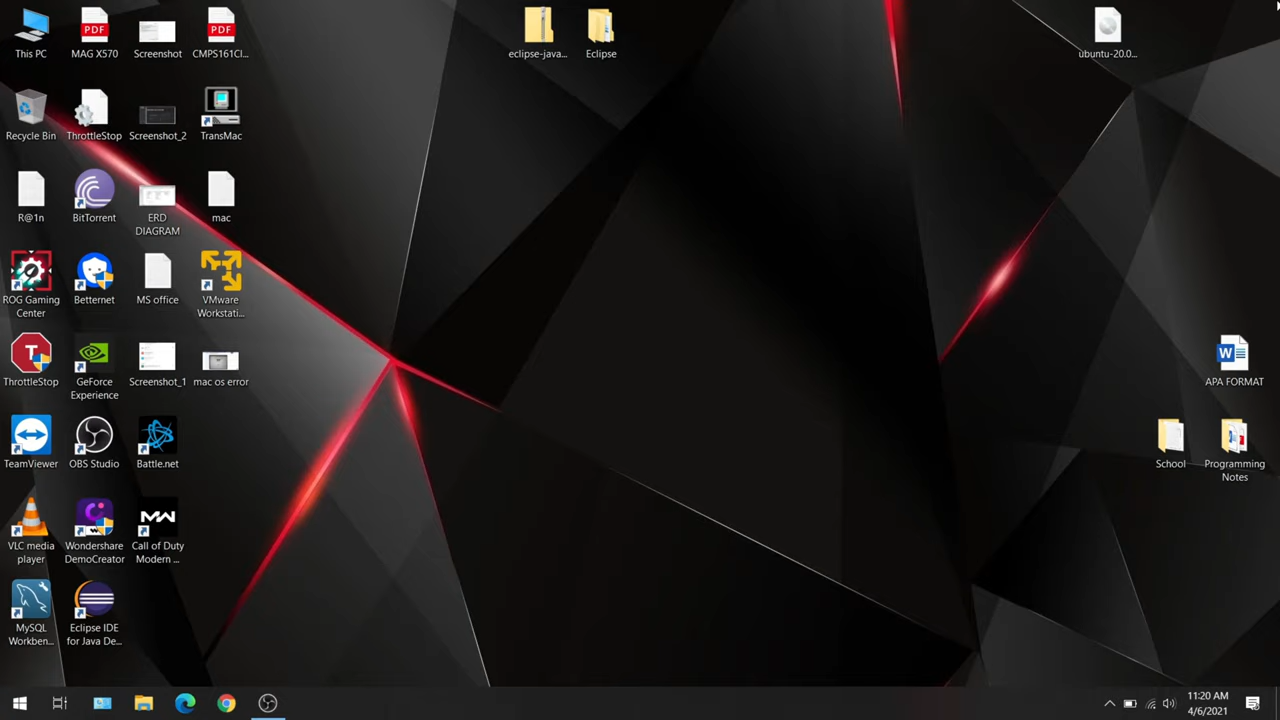 This PC
MAG X570
Screenshot
CMPS161Cl...
eclipse-java...
Eclipse
ubuntu-20.0...
Recycle Bin
ThrottleStop
Screenshot_2
TransMac
R@1n
BitTorrent
ERD
DIAGRAM
mac
ROG Gaming
Center
Betternet
MS office
VMware
Workstati...
ThrottleStop
GeForce
Experience
Screenshot_1
mac os error
APA FORMAT
TeamViewer
OBS Studio
Battle.net
School
Programming
Notes
VLC media
player
Wondershare
DemoCreator
Call of Duty
Modern ...
MySQL
Workben...
Eclipse IDE
for Java De...
11:20 AM
4/6/2021
PDF
PDF
T
W
MW